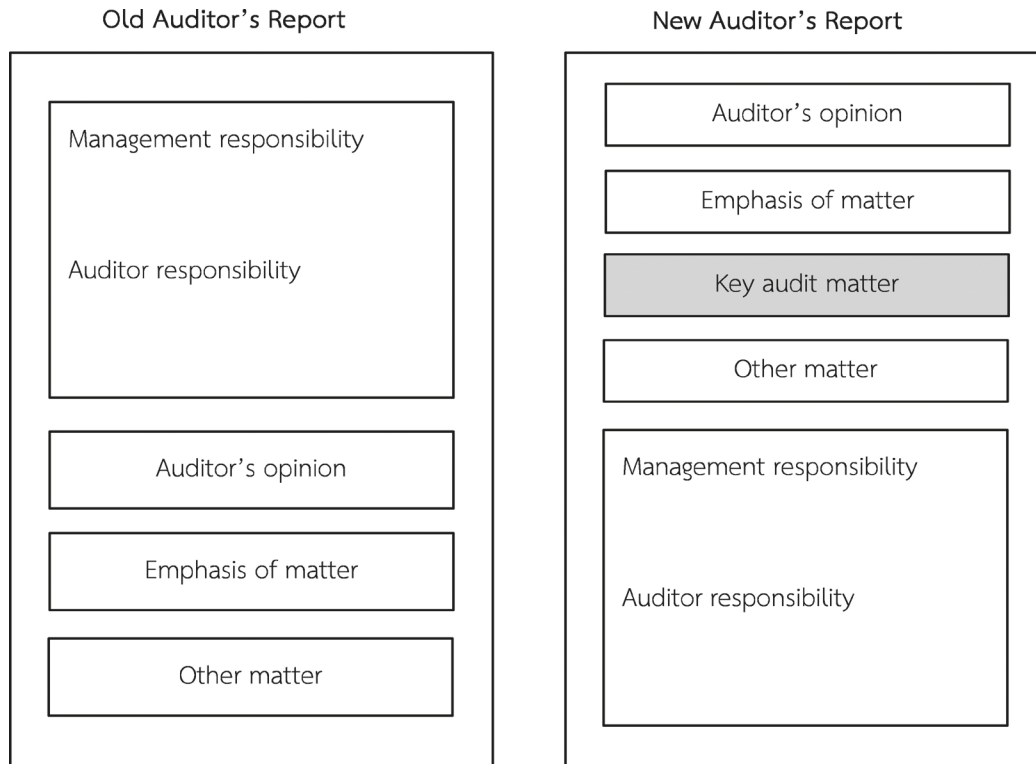 Old Auditor’s Report
Management responsibility
Auditor responsibility
Auditor’s opinion
Emphasis of matter
Other matter
New Auditor’s Report
Auditor’s opinion
Emphasis of matter
Key audit matter
Other matter
Management responsibility
Auditor responsibility